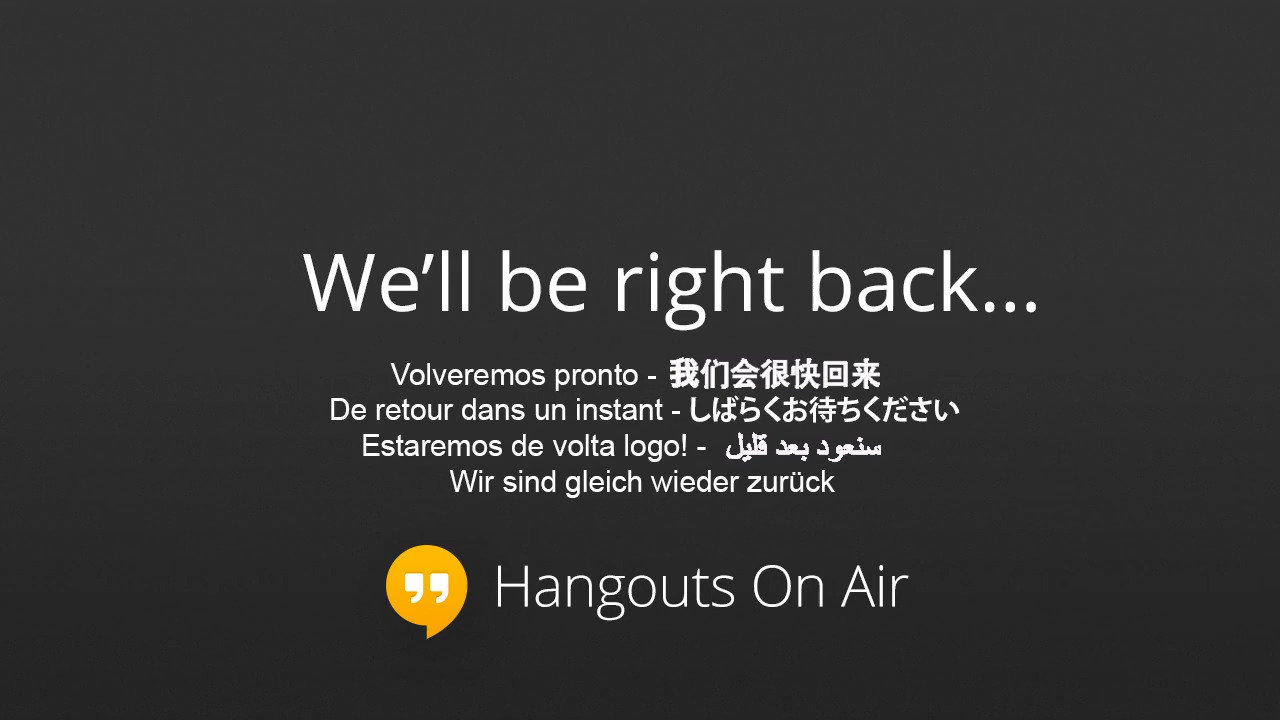 We’ll be right back...
Volveremos pronto - 我们会很快回来
De retour dans un instant - しばらくお待ちください
Estaremos de volta logo! - سنعود بعد قليل
Wir sind gleich wieder zurück
Hangouts On Air